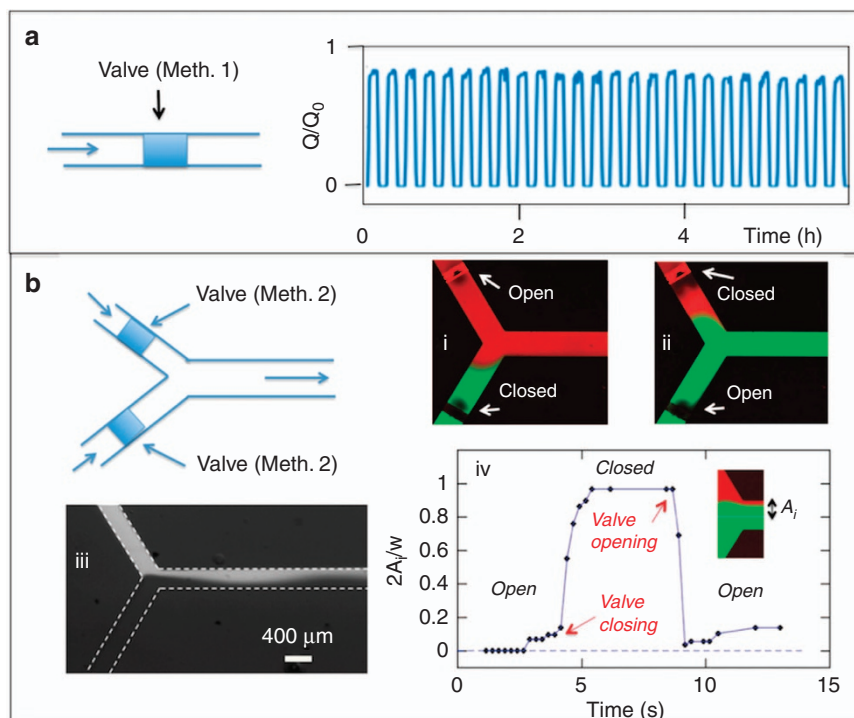 a
Valve (Meth. 1)
1
Q/Q₀
0
0
2
4
Time (h)
b
Valve (Meth. 2)
Valve (Meth. 2)
Open
i
Closed
Closed
ii
Open
iii
400 μm
iv
Closed
1
0.8
0.6
0.4
0.2
0
2Aᵢ/w
Valve
opening
Aᵢ
Open
Open
Valve
closing
0
5
10
15
Time (s)